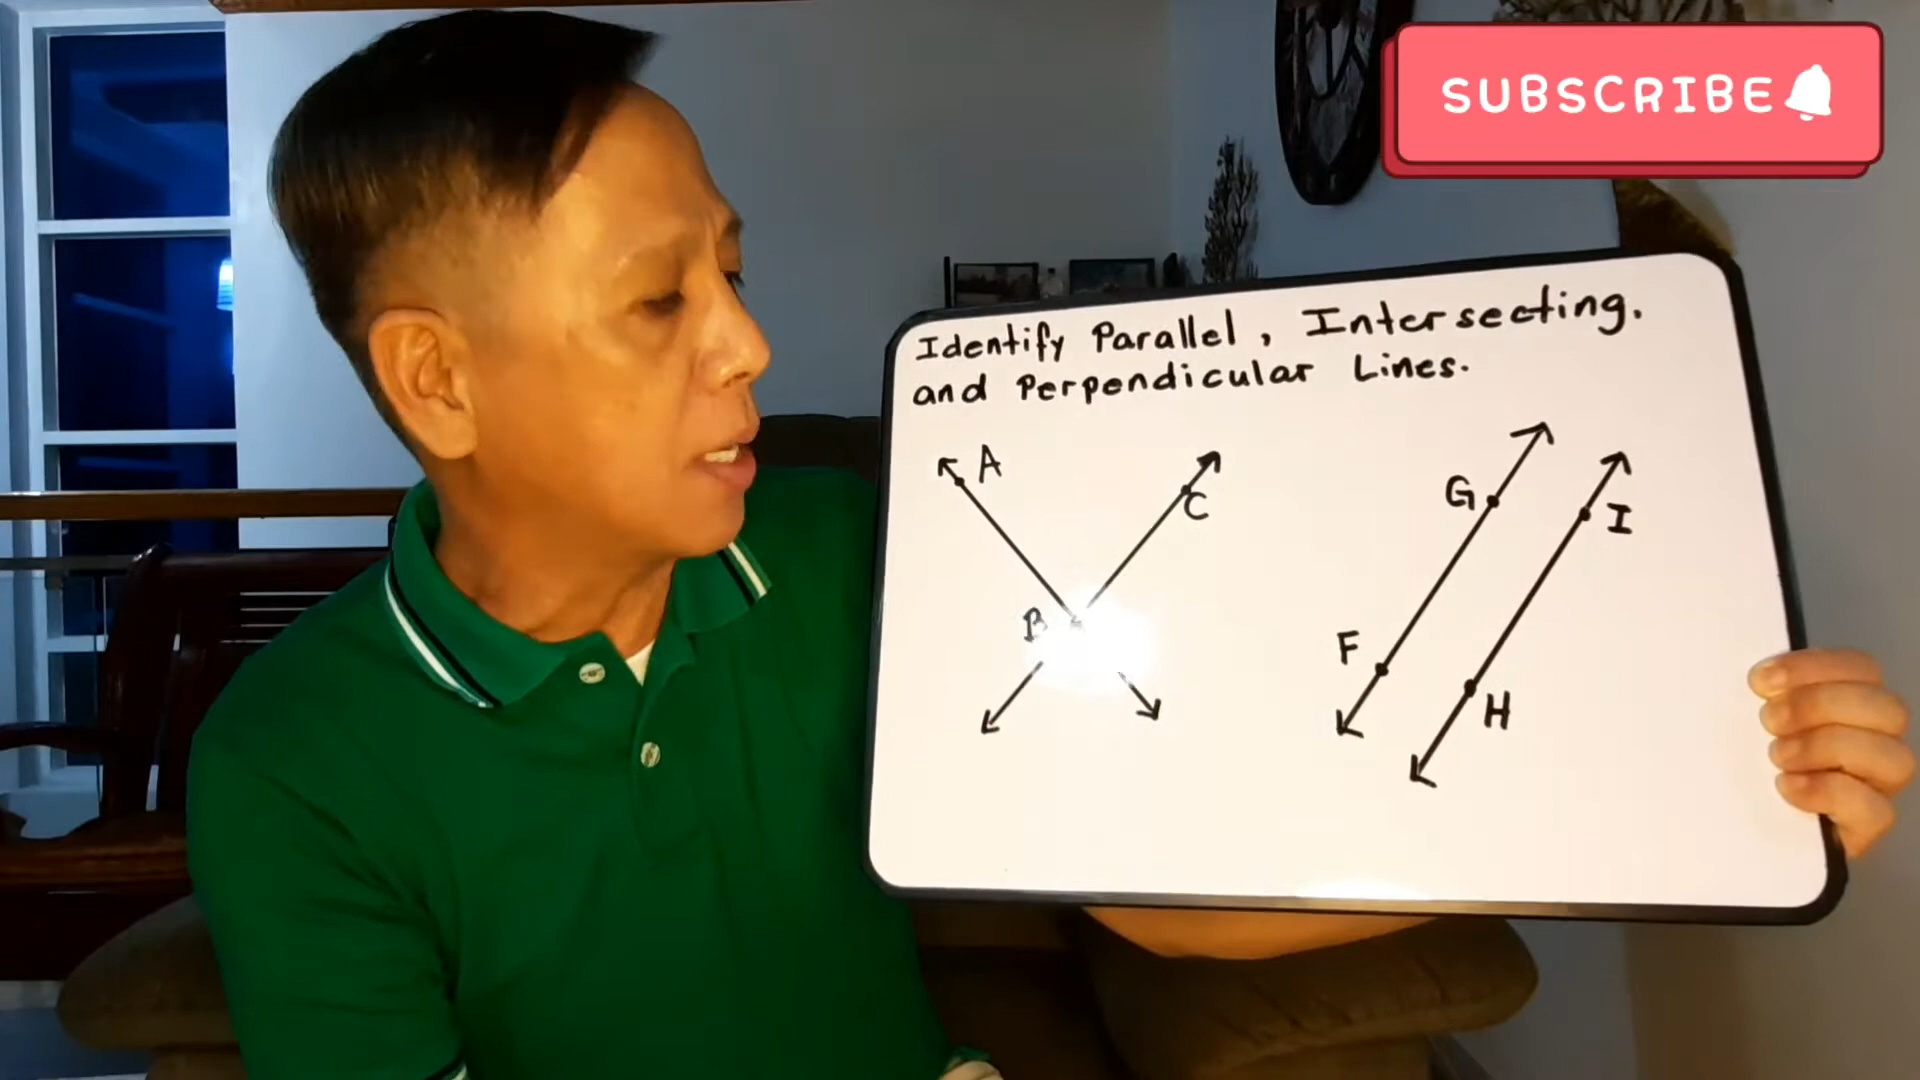 SUBSCRIBE
Identify Parallel, Intersecting.
and Perpendicular Lines.
A
C
B
G
I
F
H